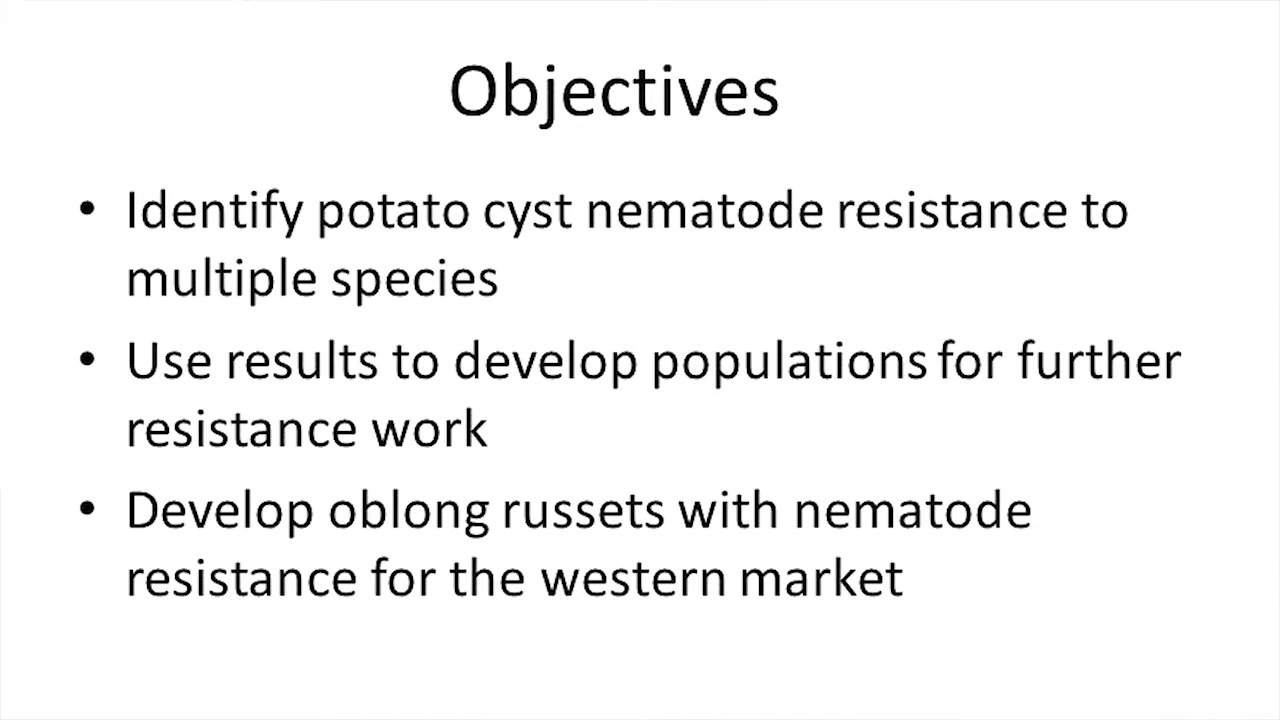 Objectives
• Identify potato cyst nematode resistance to
multiple species
• Use results to develop populations for further
resistance work
• Develop oblong russets with nematode
resistance for the western market